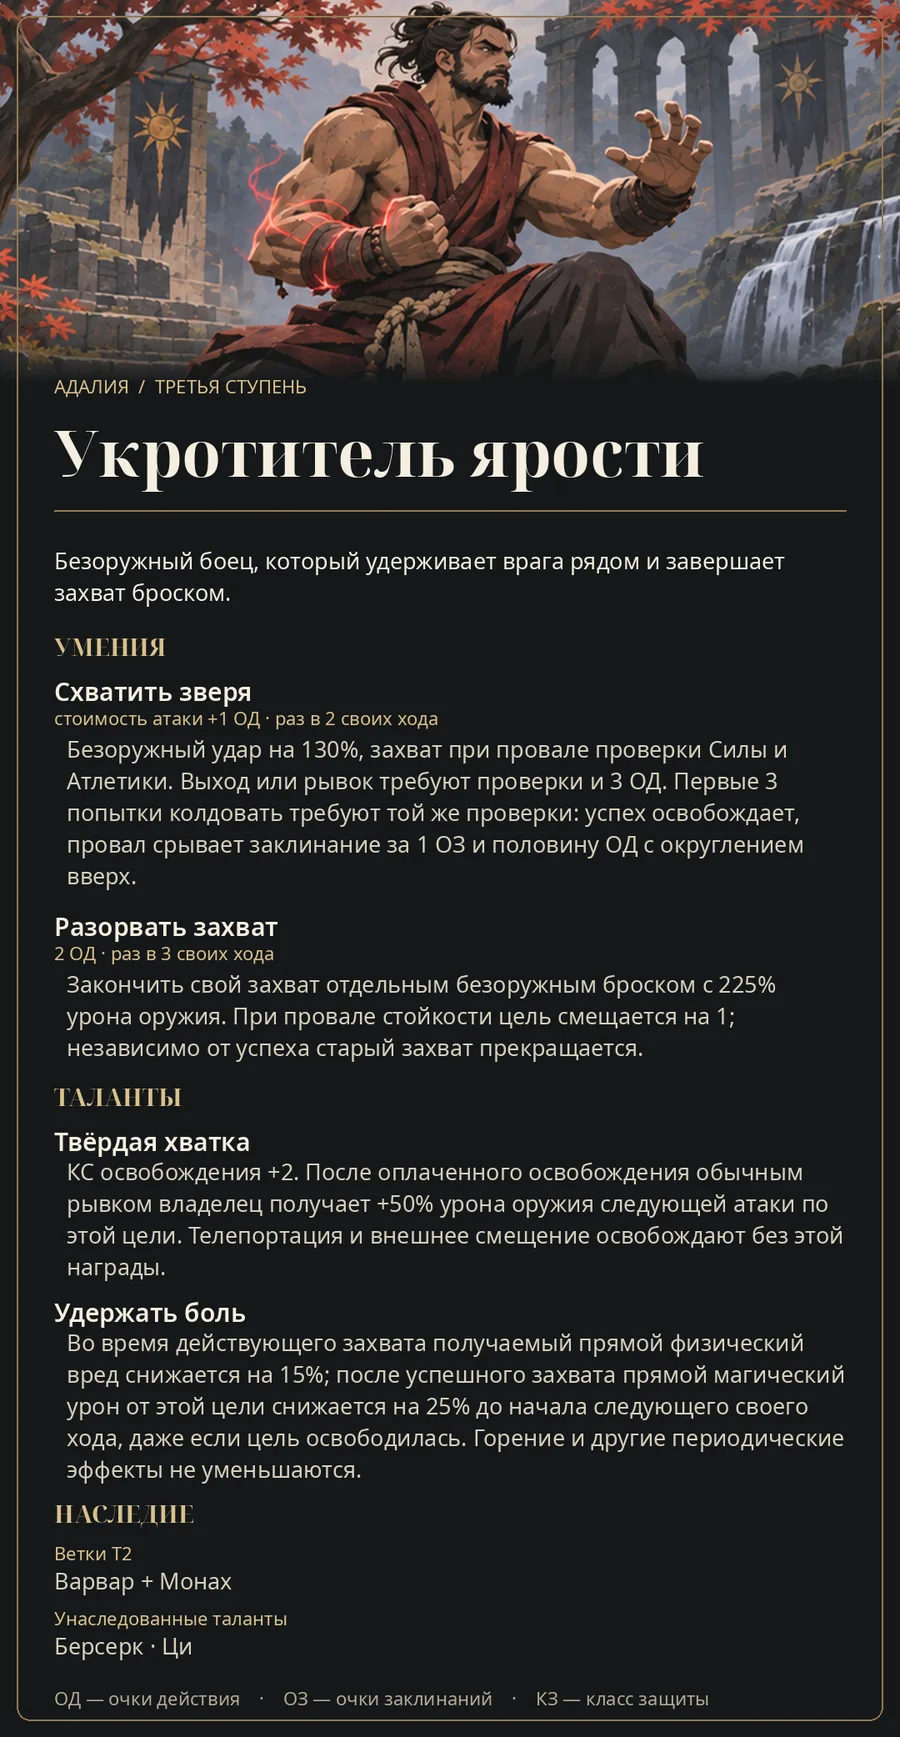 АДАЛИЯ / ТРЕТЬЯ СТУПЕНЬ
Укротитель ярости
Безоружный боец, который удерживает врага рядом и завершает
захват броском.
УМЕНИЯ
Схватить зверя
стоимость атаки +1 ОД · раз в 2 своих хода
Безоружный удар на 130%, захват при провале проверки Силы и
Атлетики. Выход или рывок требуют проверки и 3 ОД. Первые 3
попытки колдовать требуют той же проверки: успех освобождает,
провал срывает заклинание за 1 ОЗ и половину ОД с округлением
вверх.
Разорвать захват
2 ОД · раз в 3 своих хода
Закончить свой захват отдельным безоружным броском с 225%
урона оружия. При провале стойкости цель смещается на 1;
независимо от успеха старый захват прекращается.
ТАЛАНТЫ
Твёрдая хватка
КС освобождения +2. После оплаченного освобождения обычным
рывком владелец получает +50% урона оружия следующей атаки по
этой цели. Телепортация и внешнее смещение освобождают без этой
награды.
Удержать боль
Во время действующего захвата получаемый прямой физический
вред снижается на 15%; после успешного захвата прямой магический
урон от этой цели снижается на 25% до начала следующего своего
хода, даже если цель освободилась. Горение и другие периодические
эффекты не уменьшаются.
НАСЛЕДИЕ
Ветки Т2
Варвар + Монах
Унаследованные таланты
Берсерк · Ци
ОД — очки действия · ОЗ — очки заклинаний · КЗ — класс защиты